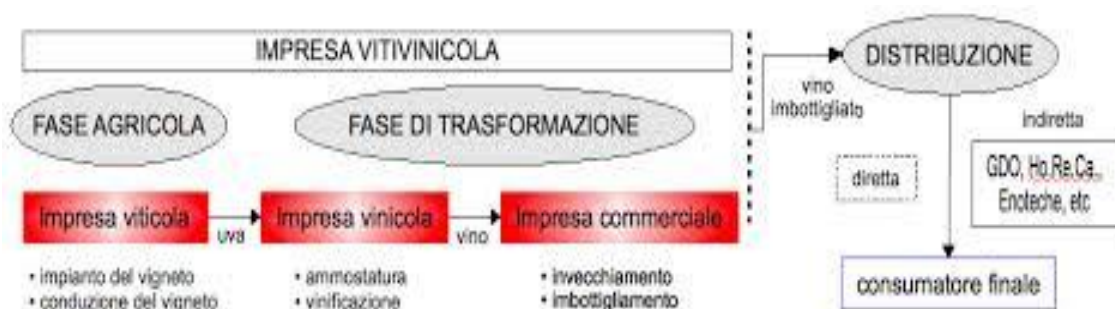 IMPRESA VITIVINICOLA
FASE AGRICOLA
FASE DI TRASFORMAZIONE
Impresa viticola
uva
Impresa vinicola
vino
Impresa commerciale
• impianto del vigneto
• conduzione del vigneto
• ammostatura
• vinificazione
• invecchiamento
• imbottigliamento
vino
imbottigliato
DISTRIBUZIONE
diretta
indiretta
GDO, Ho.Re.Ca.,
Enoteche, etc
consumatore finale